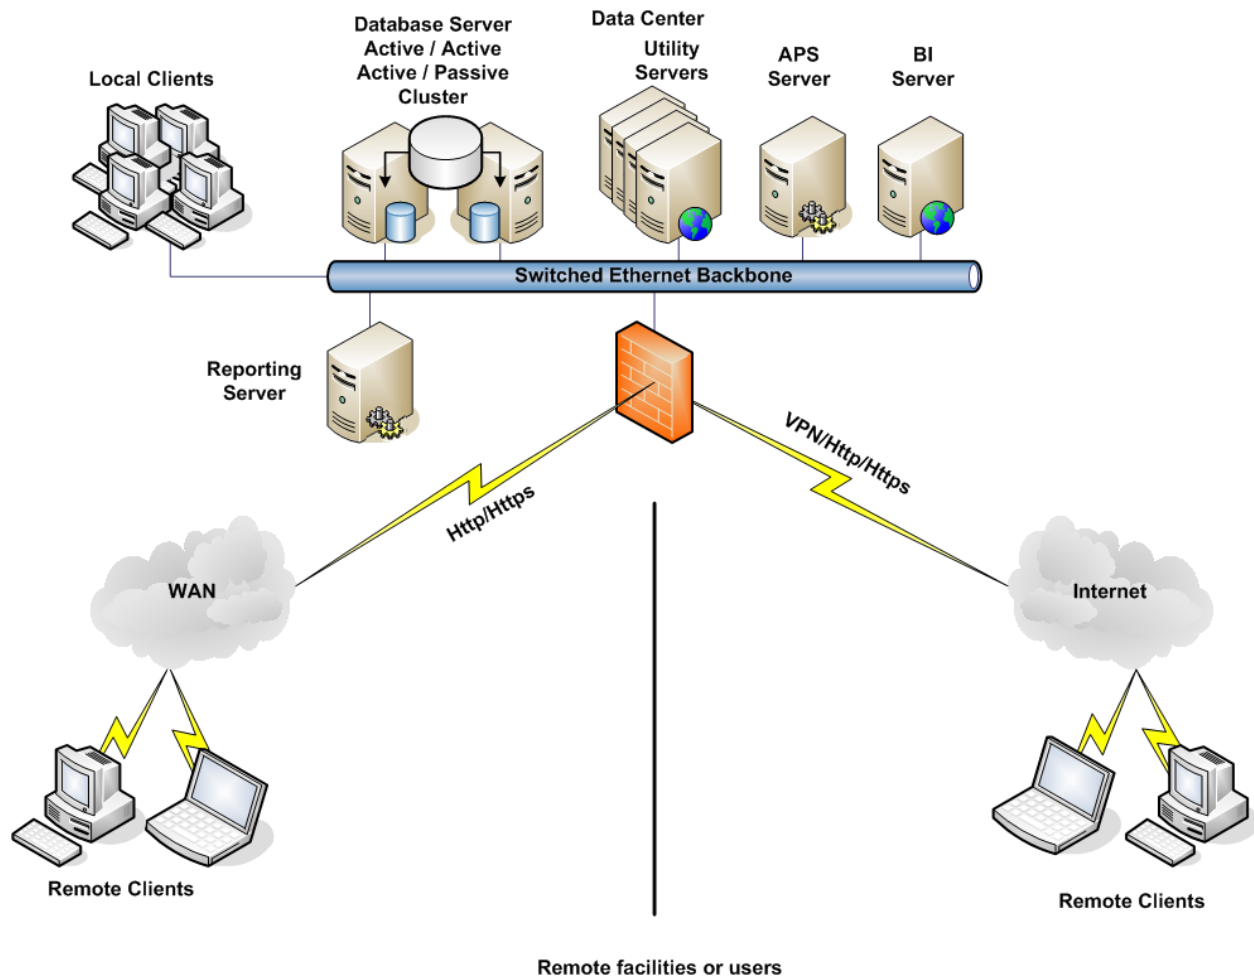 Data Center
Database Server
Active / Active
Active / Passive
Cluster
Utility
Servers
APS
Server
BI
Server
Local Clients
Switched Ethernet Backbone
Reporting
Server
Http/Https
VPN/Http/Https
WAN
Internet
Remote Clients
Remote Clients
Remote facilities or users